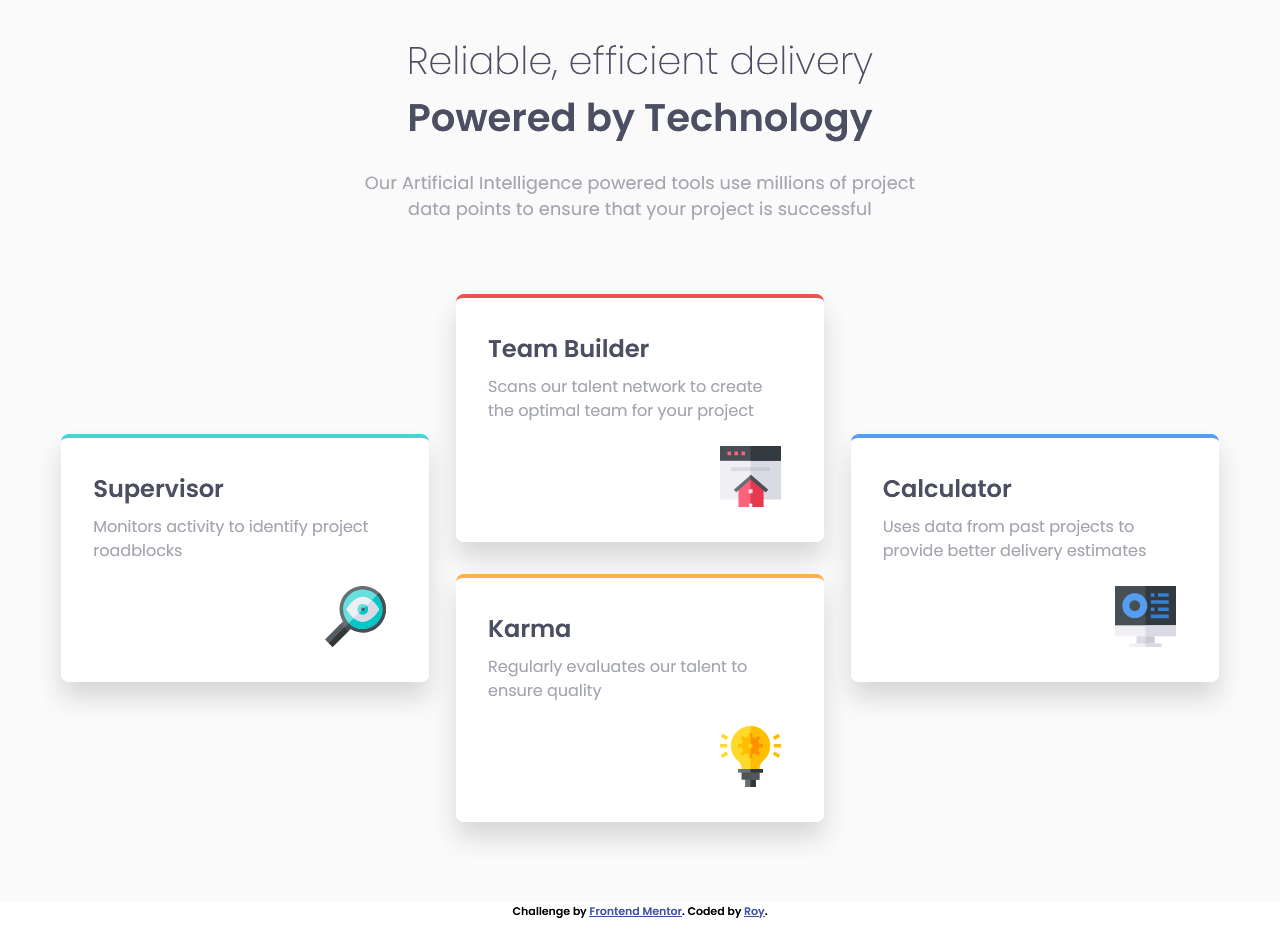 Reliable, efficient delivery
Powered by Technology
Our Artificial Intelligence powered tools use millions of project
data points to ensure that your project is successful
Team Builder
Scans our talent network to create
the optimal team for your project
Supervisor
Monitors activity to identify project
roadblocks
Calculator
Uses data from past projects to
provide better delivery estimates
Karma
Regularly evaluates our talent to
ensure quality
Challenge by Frontend Mentor. Coded by Roy.